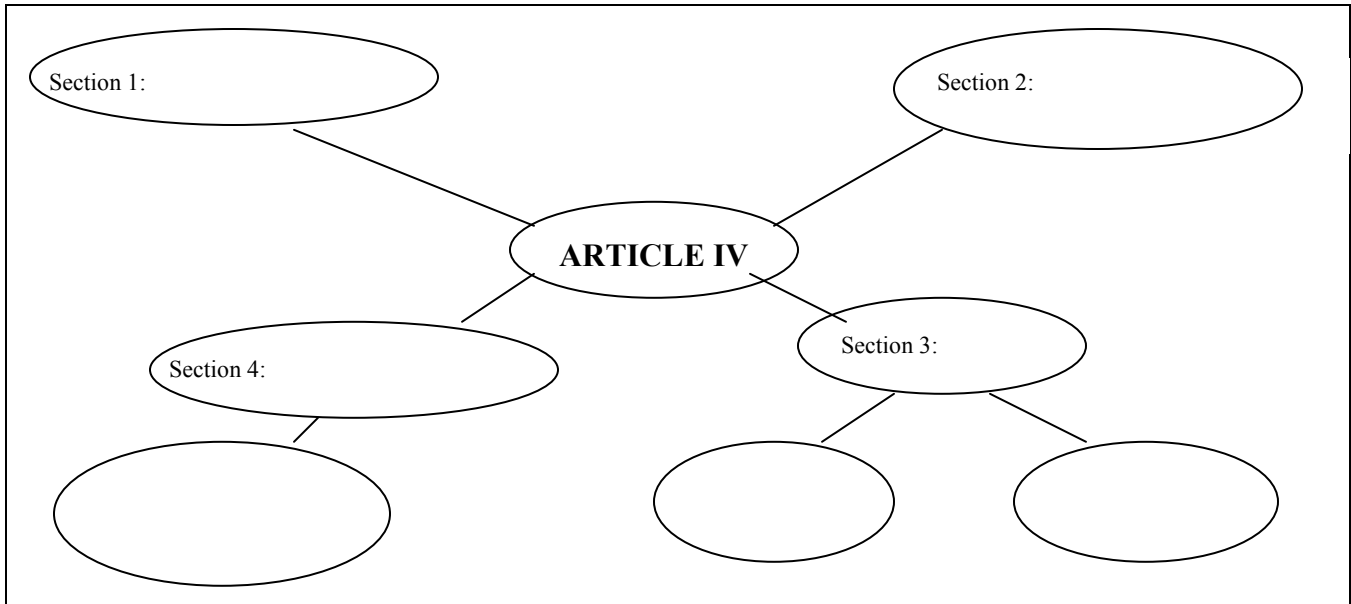 Section 1:
Section 2:
ARTICLE IV
Section 3:
Section 4: